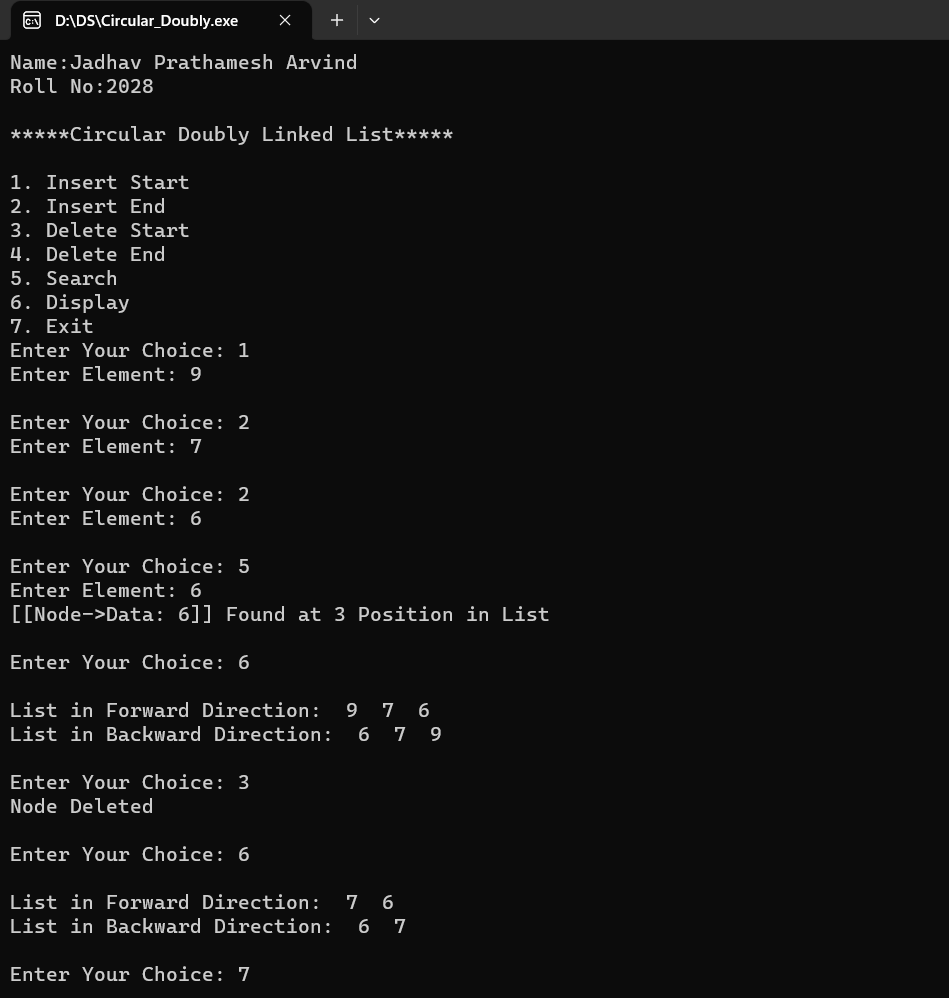 D:\DS\Circular_Doubly.exe
Name:Jadhav Prathamesh Arvind
Roll No:2028
*****Circular Doubly Linked List*****
1. Insert Start
2. Insert End
3. Delete Start
4. Delete End
5. Search
6. Display
7. Exit
Enter Your Choice: 1
Enter Element: 9
Enter Your Choice: 2
Enter Element: 7
Enter Your Choice: 2
Enter Element: 6
Enter Your Choice: 5
Enter Element: 6
[[Node->Data: 6]] Found at 3 Position in List
Enter Your Choice: 6
List in Forward Direction:  9  7  6
List in Backward Direction:  6  7  9
Enter Your Choice: 3
Node Deleted
Enter Your Choice: 6
List in Forward Direction:  7  6
List in Backward Direction:  6  7
Enter Your Choice: 7